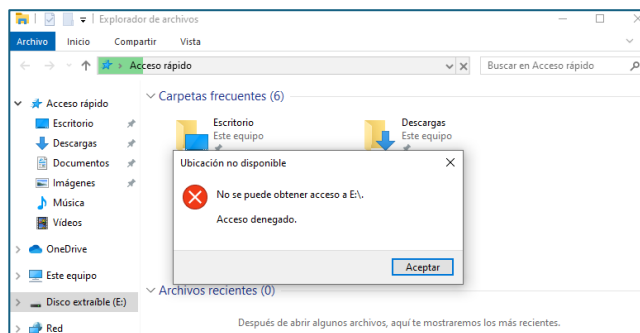 Explorador de archivos
Archivo Inicio Compartir Vista
Acceso rápido
Buscar en Acceso rápido
Acceso rápido
Escritorio
Descargas
Documentos
Imágenes
Música
Vídeos
OneDrive
Este equipo
Disco extraíble (E:)
Red
Carpetas frecuentes (6)
Escritorio
Este equipo
Descargas
Este equipo
Ubicación no disponible
No se puede obtener acceso a E:\.
Acceso denegado.
Aceptar
Archivos recientes (0)
Después de abrir algunos archivos, aquí te mostraremos los más recientes.